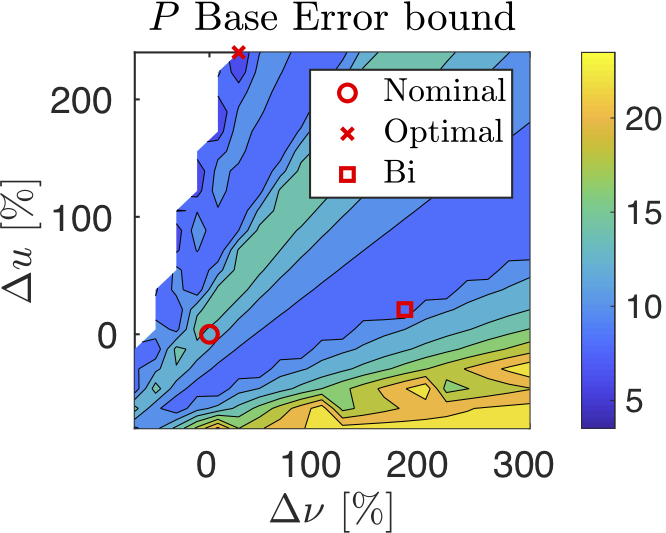 P Base Error bound
Nominal
Optimal
Bi
200
100
0
Δu [%]
0
100
200
300
Δν [%]
20
15
10
5